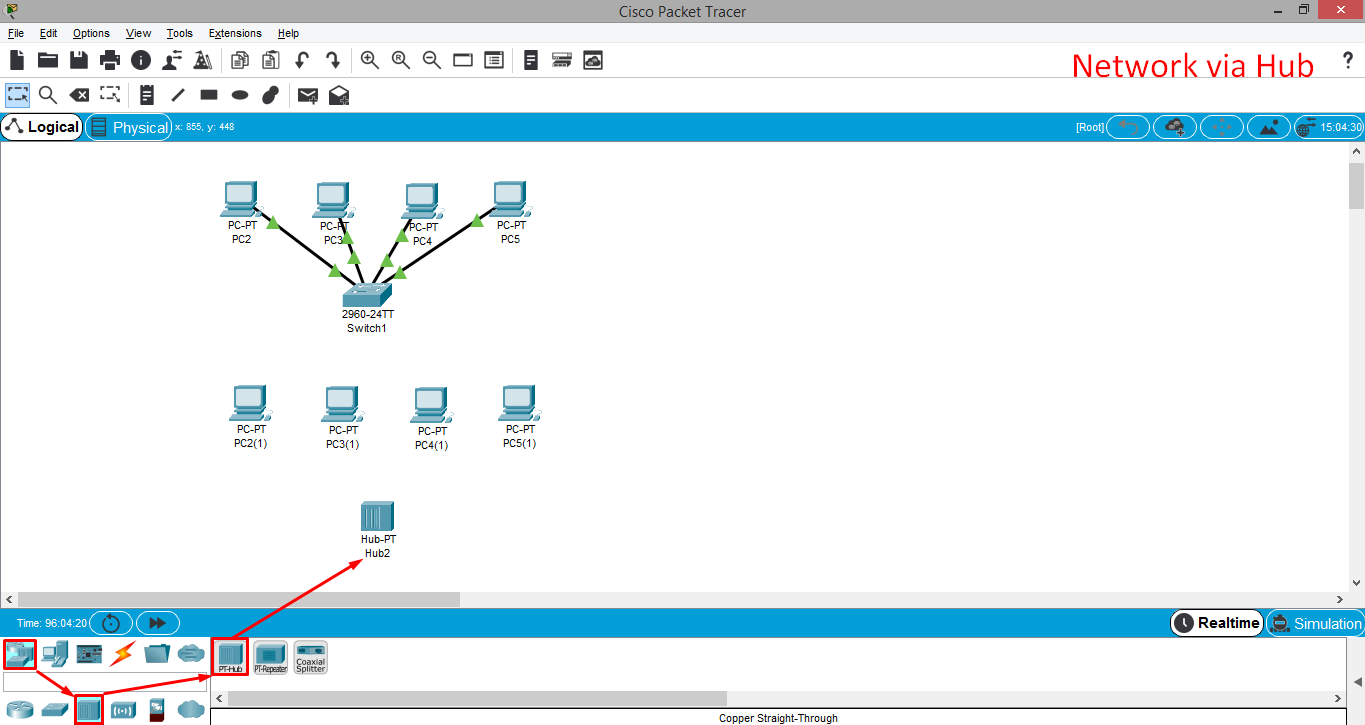 Cisco Packet Tracer
File Edit Options View Tools Extensions Help
Network via Hub
?
Logical Physical x: 855, y: 448 [Root] 15:04:30
PC-PT PC-PT PC-PT PC-PT
PC2 PC3 PC4 PC5
2960-24TT
Switch1
PC-PT PC-PT PC-PT PC-PT
PC2(1) PC3(1) PC4(1) PC5(1)
Hub-PT
Hub2
Time: 96:04:20 Realtime Simulation
PT-Hub PT-Repeater Coaxial
Splitter
Copper Straight-Through